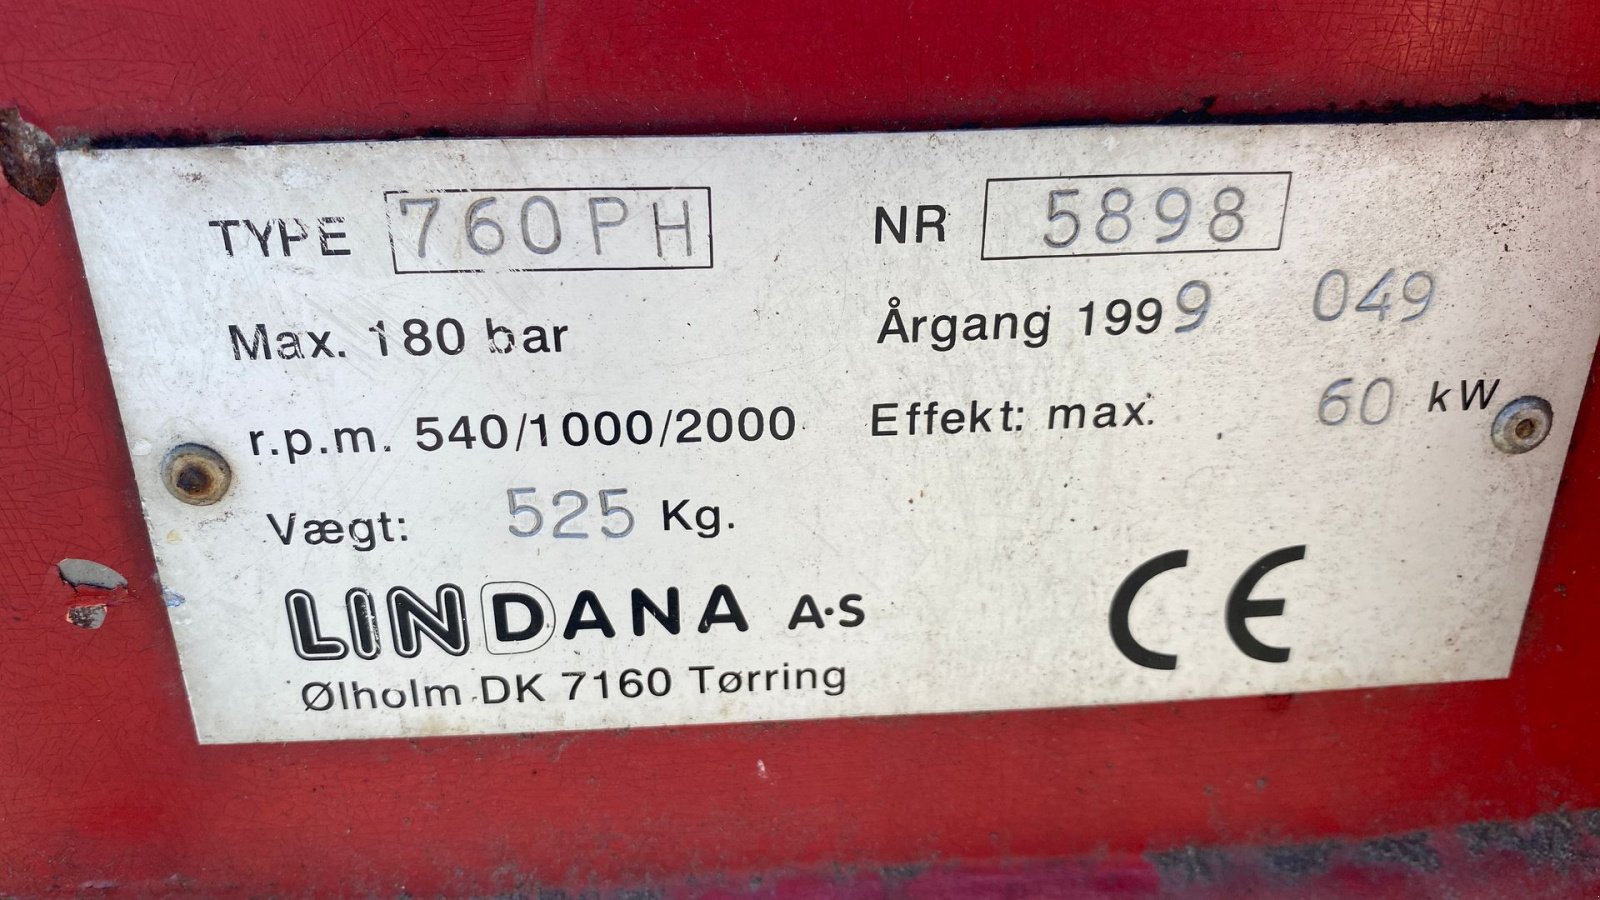 TYPE 760PH NR 5898
Max. 180 bar Årgang 1999 049
r.p.m. 540/1000/2000 Effekt: max. 60 kW
Vægt: 525 Kg.
LINDANA A·S CE
Ølholm DK 7160 Tørring